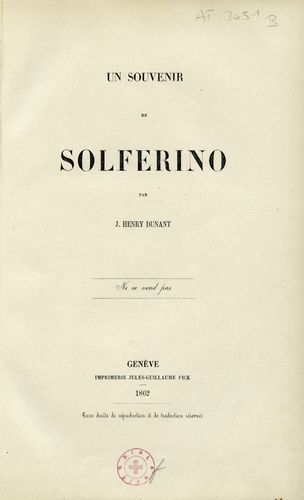 AF 3051
B
UN SOUVENIR
DE
SOLFERINO
PAR
J. HENRY DUNANT
Ne se vend pas
GENÈVE
IMPRIMERIE JULES-GUILLAUME FICK
1862
Tous droits de reproduction et de traduction réservés